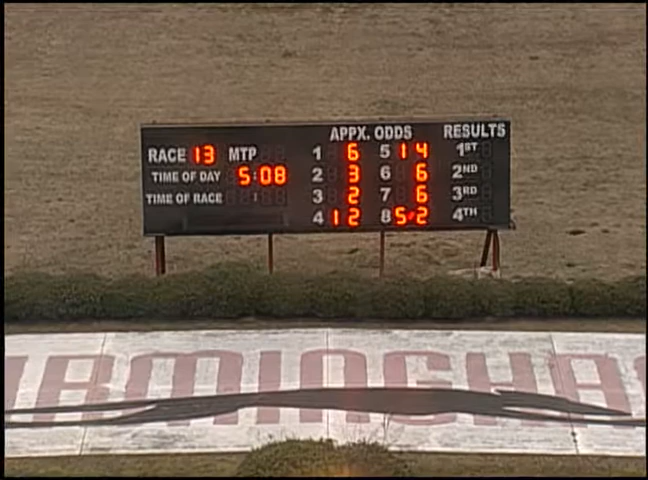 APPX. ODDS RESULTS
RACE 13 MTP 1 6 5 14 1ST
TIME OF DAY 5:08 2 3 6 6 2ND
TIME OF RACE : 3 2 7 6 3RD
4 12 8 5-2 4TH
BIRMINGHA